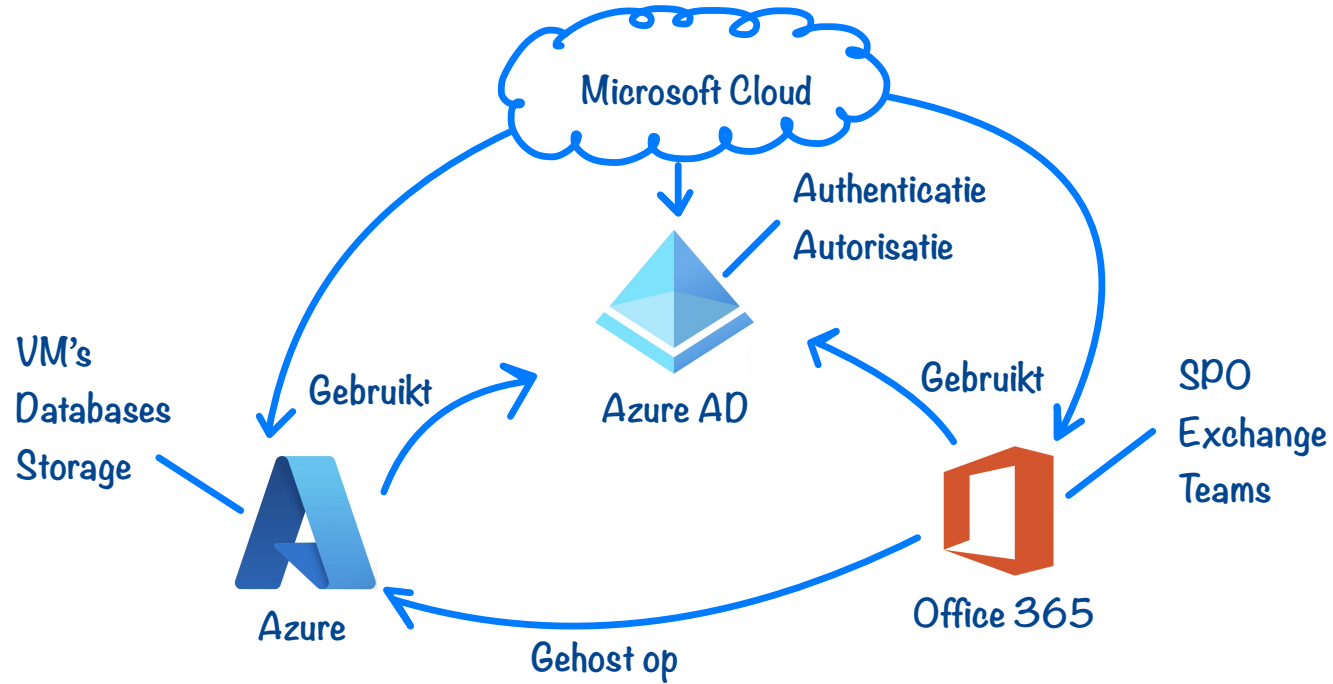 Microsoft Cloud
Authenticatie
Autorisatie
VM's
Databases
Storage
Gebruikt
Azure AD
Gebruikt
SPO
Exchange
Teams
Azure
Office 365
Gehost op